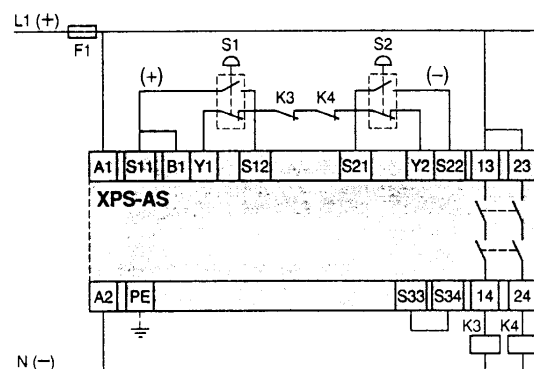 L1 (+)
F1
S1
S2
(+)
(−)
K3
K4
A1
S11
B1
Y1
S12
S21
Y2
S22
13
23
XPS-AS
A2
PE
S33
S34
14
24
K3
K4
N (−)